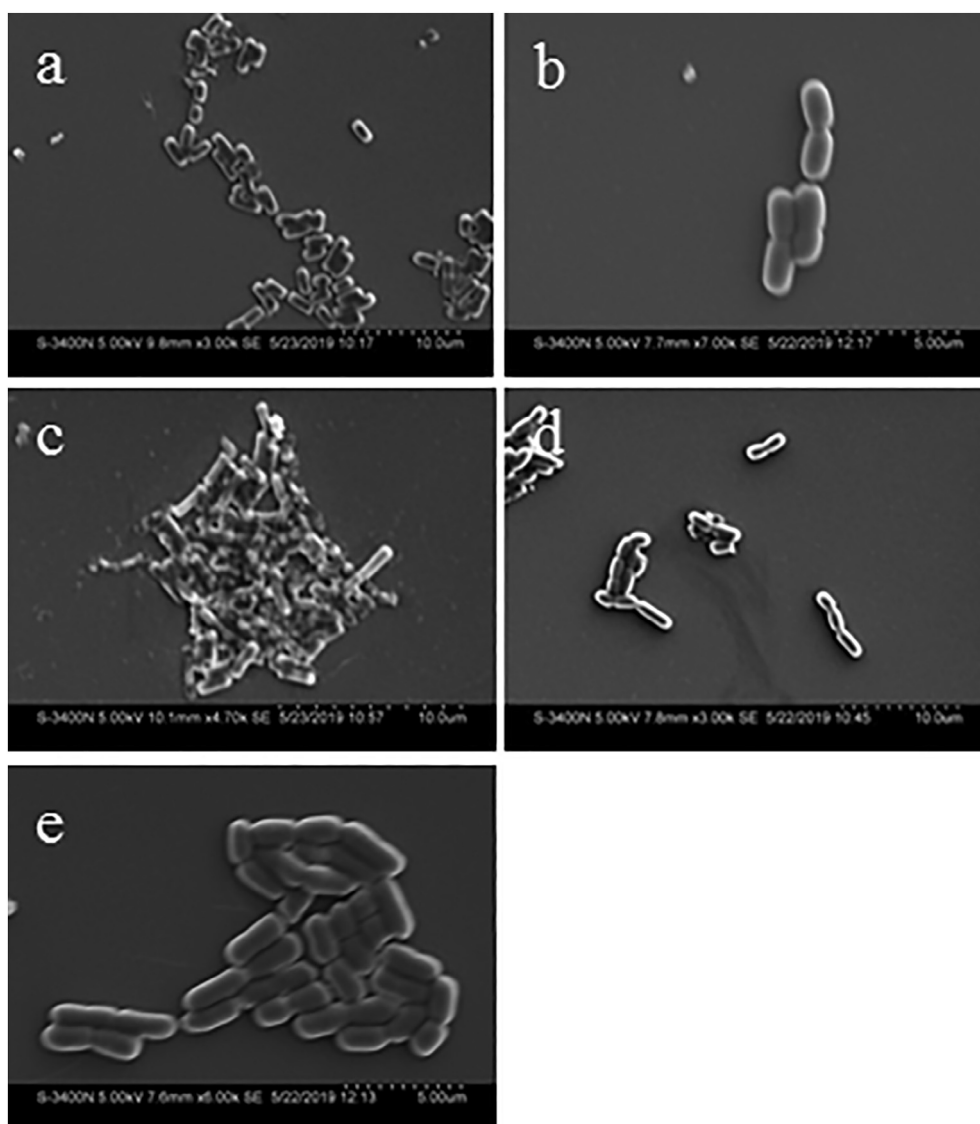 a
S-3400N 5.00kV 9.8mm x3.00k SE 5/23/2019 10:17 10.0um
b
S-3400N 5.00kV 7.7mm x7.00k SE 5/22/2019 12:17 5.00um
c
S-3400N 5.00kV 10.1mm x4.70k SE 5/23/2019 10:57 10.0um
d
S-3400N 5.00kV 7.8mm x3.00k SE 5/22/2019 10:45 10.0um
e
S-3400N 5.00kV 7.6mm x6.00k SE 5/22/2019 12:13 5.00um